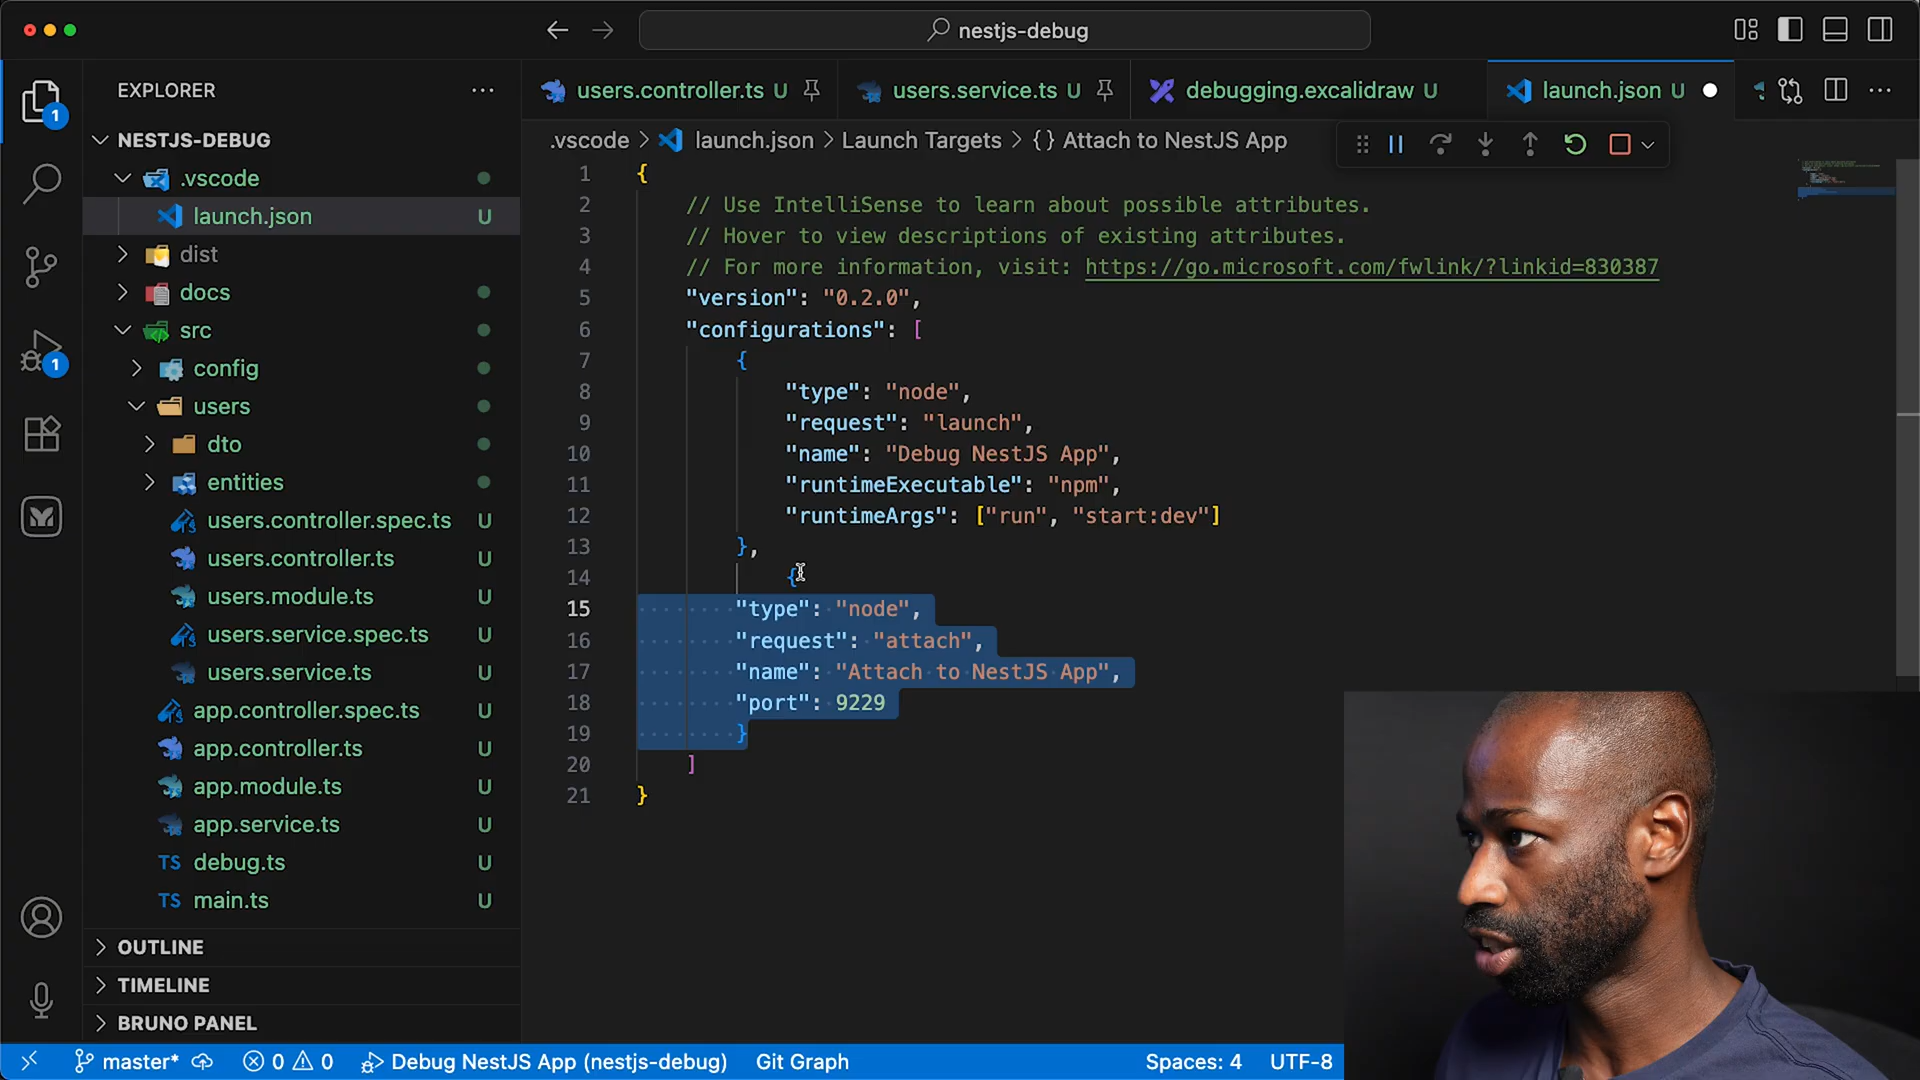 nestjs-debug
1
EXPLORER
users.controller.ts U
users.service.ts U
debugging.excalidraw U
launch.json U
NESTJS-DEBUG
.vscode > launch.json > Launch Targets > {} Attach to NestJS App
.vscode
launch.json U
dist
docs
src
config
users
dto
entities
users.controller.spec.ts U
users.controller.ts U
users.module.ts U
users.service.spec.ts U
users.service.ts U
app.controller.spec.ts U
app.controller.ts U
app.module.ts U
app.service.ts U
TS debug.ts U
TS main.ts U
OUTLINE
TIMELINE
BRUNO PANEL
1
1 {
2 // Use IntelliSense to learn about possible attributes.
3 // Hover to view descriptions of existing attributes.
4 // For more information, visit: https://go.microsoft.com/fwlink/?linkid=830387
5 "version": "0.2.0",
6 "configurations": [
7 {
8 "type": "node",
9 "request": "launch",
10 "name": "Debug NestJS App",
11 "runtimeExecutable": "npm",
12 "runtimeArgs": ["run", "start:dev"]
13 },
14 {
15 "type": "node",
16 "request": "attach",
17 "name": "Attach to NestJS App",
18 "port": 9229
19 }
20 ]
21 }
master* 0 0 Debug NestJS App (nestjs-debug) Git Graph Spaces: 4 UTF-8